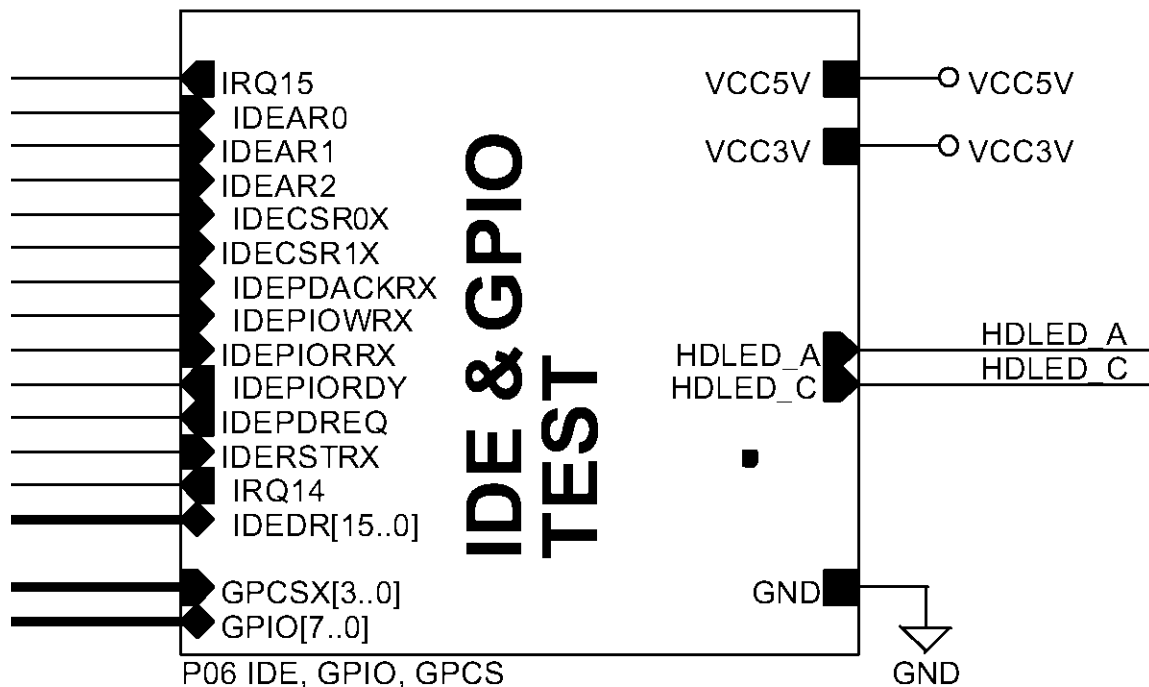 IRQ15
VCC5V
VCC5V
IDEAR0
IDEAR1
VCC3V
VCC3V
IDEAR2
IDECSR0X
IDECSR1X
IDEPDACKRX
IDEPIOWRX
IDEPIORRX
HDLED_A
HDLED_A
IDEPIORDY
HDLED_C
HDLED_C
IDEPDREQ
IDERSTRX
IRQ14
IDEDR[15..0]
IDE & GPIO
TEST
GPCSX[3..0]
GND
GPIO[7..0]
P06 IDE, GPIO, GPCS
GND